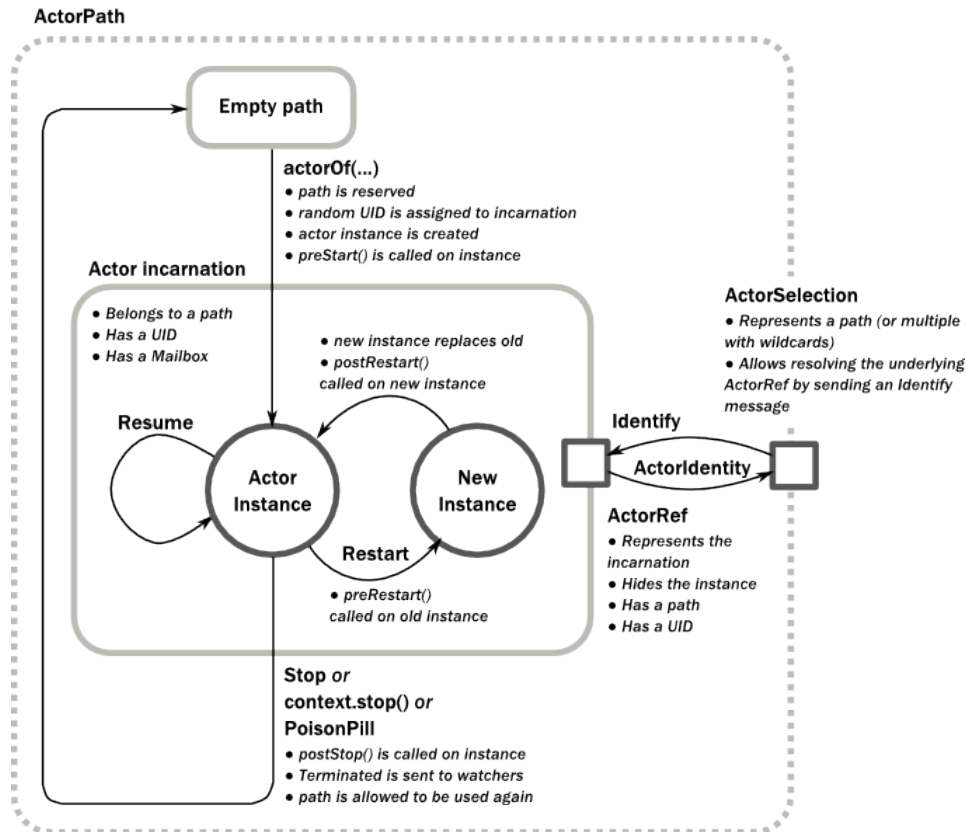 ActorPath
Empty path
actorOf(...)
● path is reserved
● random UID is assigned to incarnation
● actor instance is created
● preStart() is called on instance
Actor incarnation
● Belongs to a path
● Has a UID
● Has a Mailbox
● new instance replaces old
● postRestart()
called on new instance
Resume
Actor
Instance
New
Instance
Restart
● preRestart()
called on old instance
ActorSelection
● Represents a path (or multiple
with wildcards)
● Allows resolving the underlying
ActorRef by sending an Identify
message
Identify
ActorIdentity
ActorRef
● Represents the
incarnation
● Hides the instance
● Has a path
● Has a UID
Stop or
context.stop() or
PoisonPill
● postStop() is called on instance
● Terminated is sent to watchers
● path is allowed to be used again